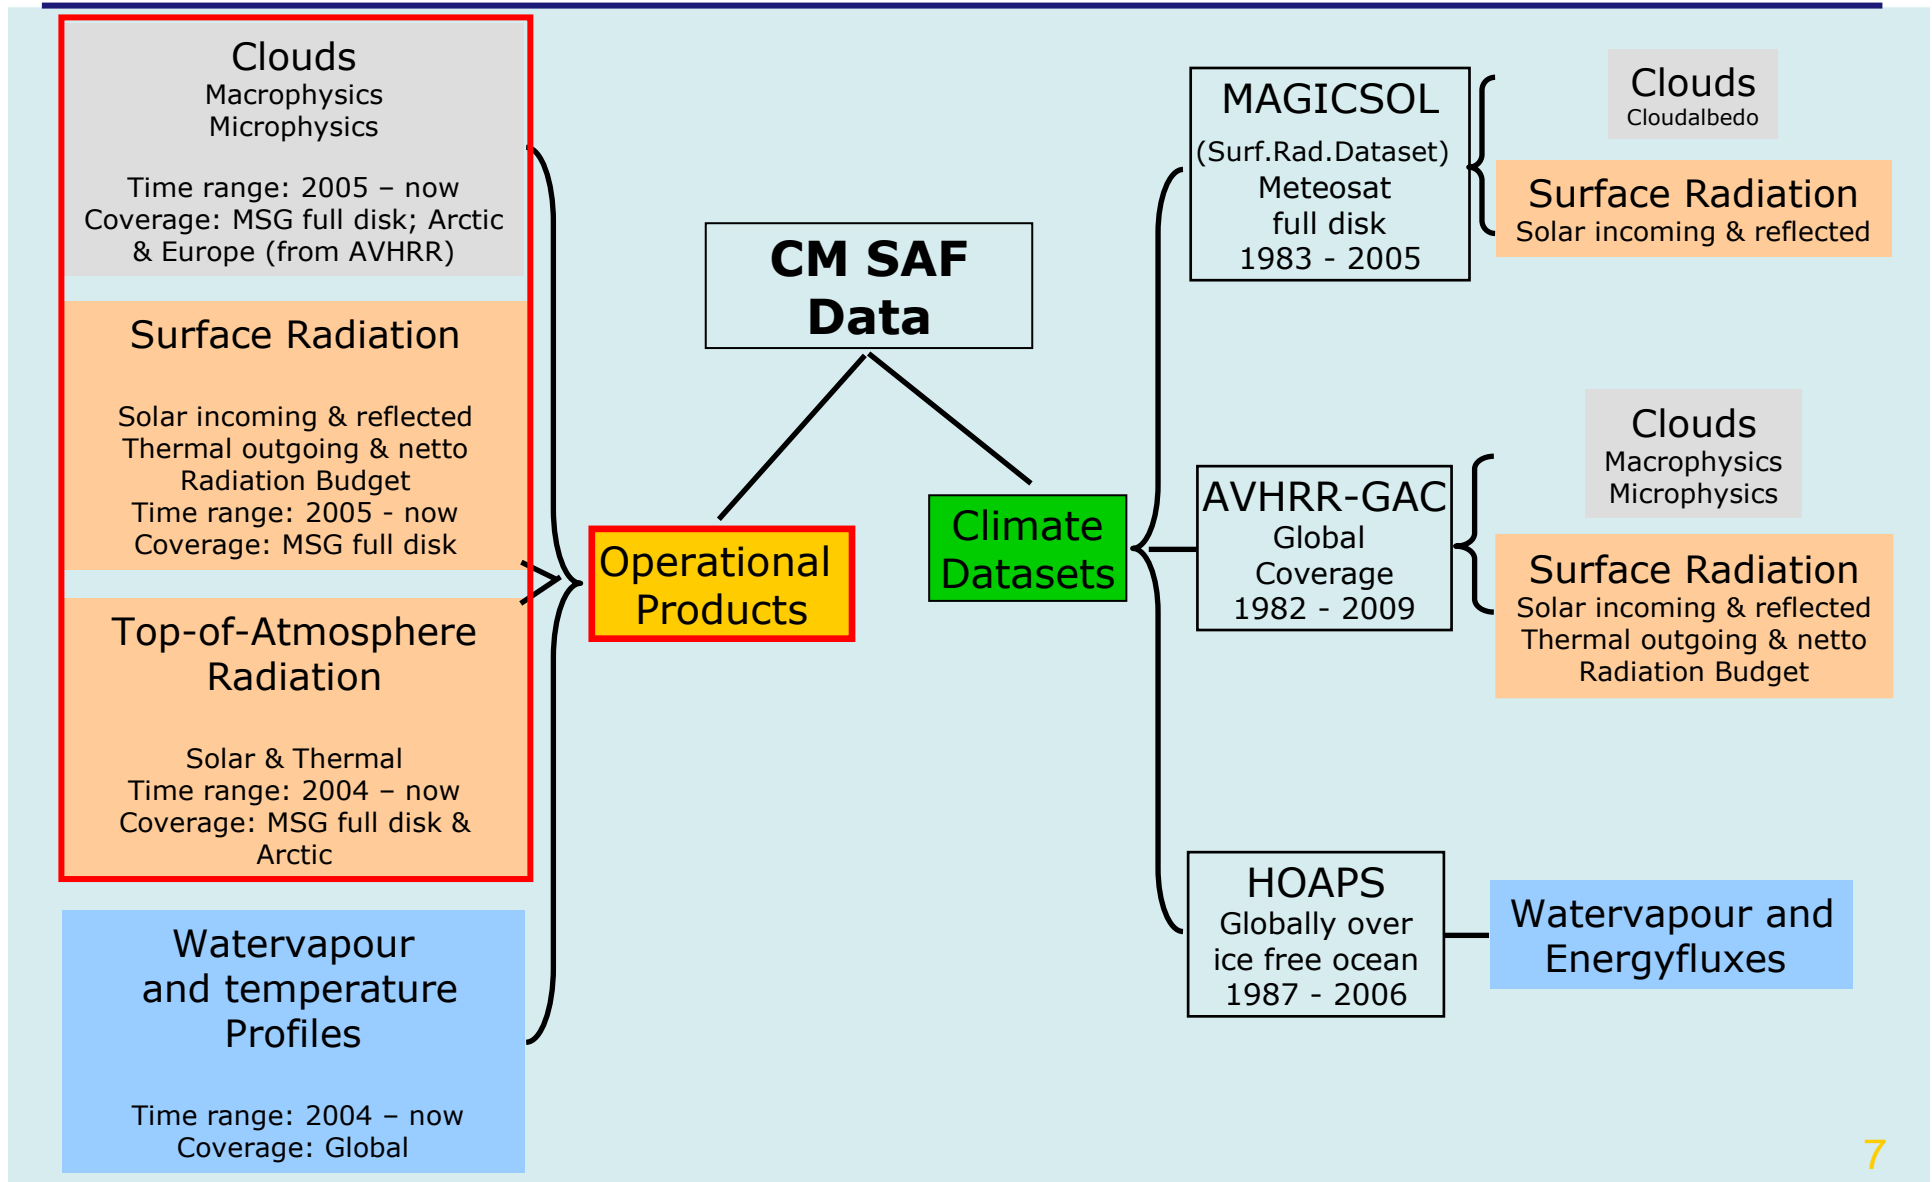 Clouds
Macrophysics
Microphysics
Time range: 2005 – now
Coverage: MSG full disk; Arctic
& Europe (from AVHRR)
Surface Radiation
Solar incoming & reflected
Thermal outgoing & netto
Radiation Budget
Time range: 2005 - now
Coverage: MSG full disk
Top-of-Atmosphere
Radiation
Solar & Thermal
Time range: 2004 – now
Coverage: MSG full disk &
Arctic
Watervapour
and temperature
Profiles
Time range: 2004 – now
Coverage: Global
CM SAF
Data
Operational
Products
Climate
Datasets
MAGICSOL
(Surf.Rad.Dataset)
Meteosat
full disk
1983 - 2005
Clouds
Cloudalbedo
Surface Radiation
Solar incoming & reflected
AVHRR-GAC
Global
Coverage
1982 - 2009
Clouds
Macrophysics
Microphysics
Surface Radiation
Solar incoming & reflected
Thermal outgoing & netto
Radiation Budget
HOAPS
Globally over
ice free ocean
1987 - 2006
Watervapour and
Energyfluxes
7